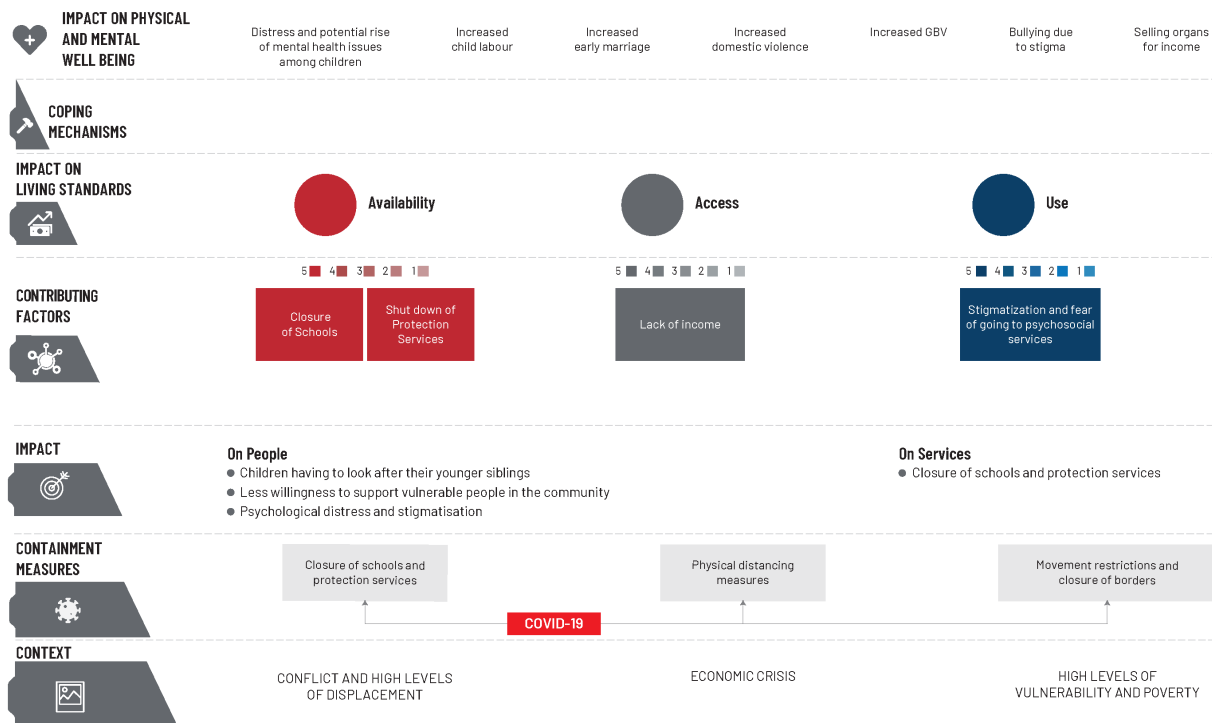 IMPACT ON PHYSICAL
AND MENTAL
WELL BEING
Distress and potential rise
of mental health issues
among children
Increased
child labour
Increased
early marriage
Increased
domestic violence
Increased GBV
Bullying due
to stigma
Selling organs
for income
COPING
MECHANISMS
IMPACT ON
LIVING STANDARDS
Availability
Access
Use
5 4 3 2 1
5 4 3 2 1
5 4 3 2 1
CONTRIBUTING
FACTORS
Closure
of Schools
Shut down of
Protection
Services
Lack of income
Stigmatization and fear
of going to psychosocial
services
IMPACT
On People
Children having to look after their younger siblings
Less willingness to support vulnerable people in the community
Psychological distress and stigmatisation
On Services
Closure of schools and protection services
CONTAINMENT
MEASURES
Closure of schools and
protection services
Physical distancing
measures
Movement restrictions and
closure of borders
COVID-19
CONTEXT
CONFLICT AND HIGH LEVELS
OF DISPLACEMENT
ECONOMIC CRISIS
HIGH LEVELS OF
VULNERABILITY AND POVERTY